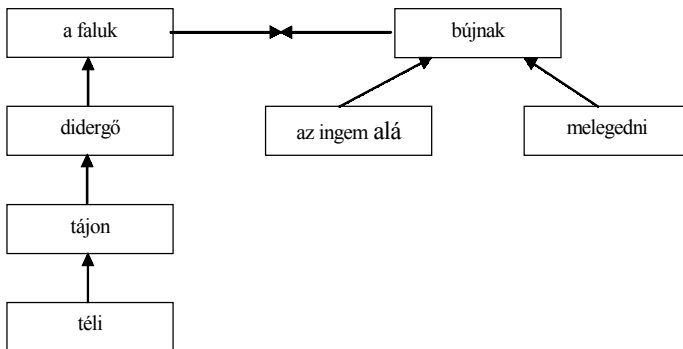 a faluk
bújnak
didergő
az ingem alá
melegedni
tájon
téli